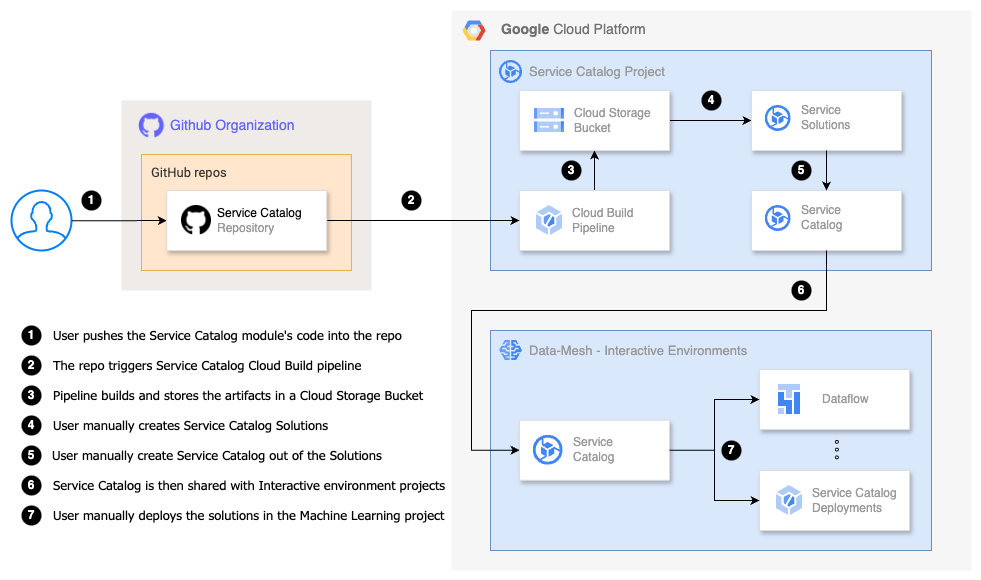 Google Cloud Platform
Service Catalog Project
Github Organization
GitHub repos
1
Service Catalog
Repository
2
Cloud Build
Pipeline
3
Cloud Storage
Bucket
4
Service
Solutions
5
Service
Catalog
6
Data-Mesh - Interactive Environments
Service
Catalog
7
Dataflow
Service Catalog
Deployments
1 User pushes the Service Catalog module's code into the repo
2 The repo triggers Service Catalog Cloud Build pipeline
3 Pipeline builds and stores the artifacts in a Cloud Storage Bucket
4 User manually creates Service Catalog Solutions
5 User manually create Service Catalog out of the Solutions
6 Service Catalog is then shared with Interactive environment projects
7 User manually deploys the solutions in the Machine Learning project